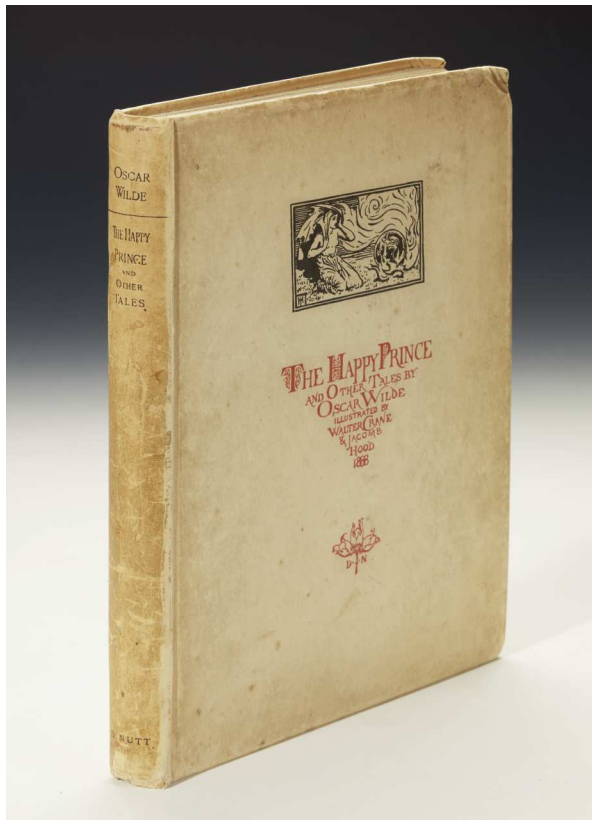 OSCAR
WILDE
THE HAPPY
PRINCE
AND
OTHER
TALES.
D. NUTT.
THE HAPPY PRINCE
AND OTHER TALES BY
OSCAR WILDE
ILLUSTRATED BY
WALTER CRANE
& JACOMB
HOOD
1888
D N